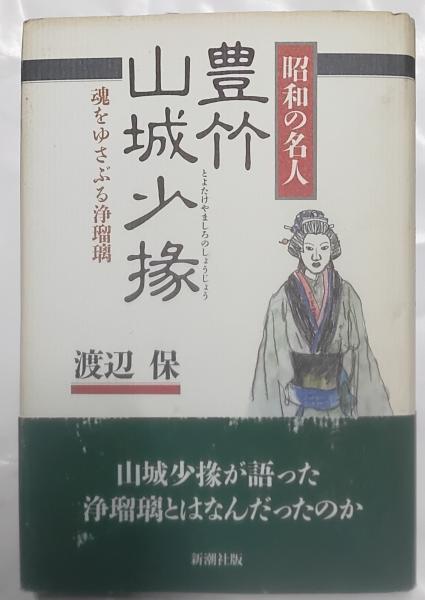 昭和の名人
豊竹
山城少掾
とよたけやましろのしょうじょう
魂をゆさぶる浄瑠璃
渡辺 保
山城少掾が語った
浄瑠璃とはなんだったのか
新潮社版